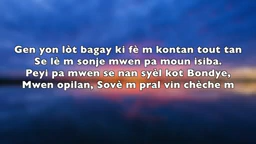 Gen yon lòt bagay ki fè m kontan tout tan
Se lè m sonje mwen pa moun isiba.
Peyi pa mwen se nan syèl kot Bondye,
Mwen opilan, Sovè m pral vin chèche m